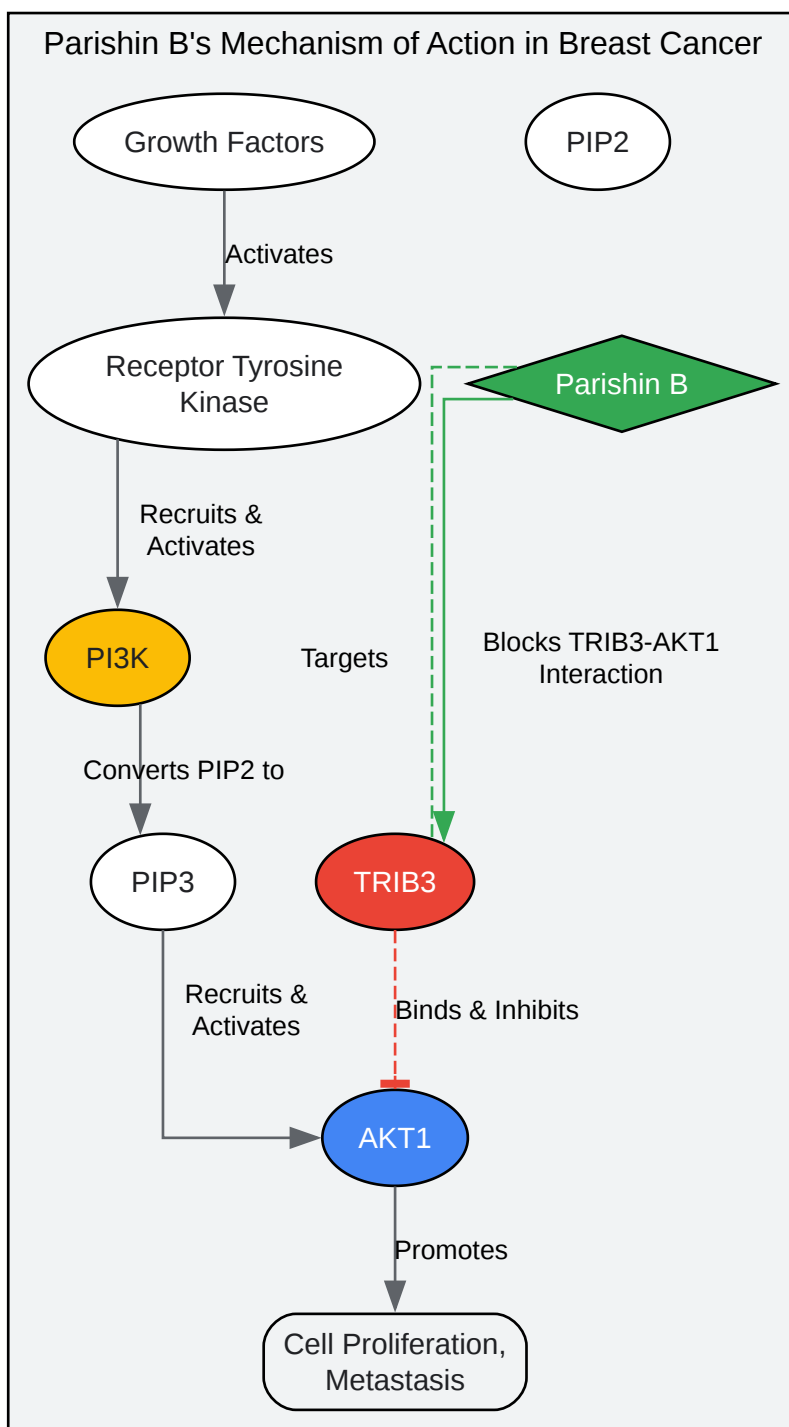 Parishin B's Mechanism of Action in Breast Cancer
Growth Factors
PIP2
Activates
Receptor Tyrosine
Kinase
Parishin B
Recruits &
Activates
PI3K
Targets
Blocks TRIB3-AKT1
Interaction
Converts PIP2 to
PIP3
TRIB3
Recruits &
Activates
Binds & Inhibits
AKT1
Promotes
Cell Proliferation,
Metastasis